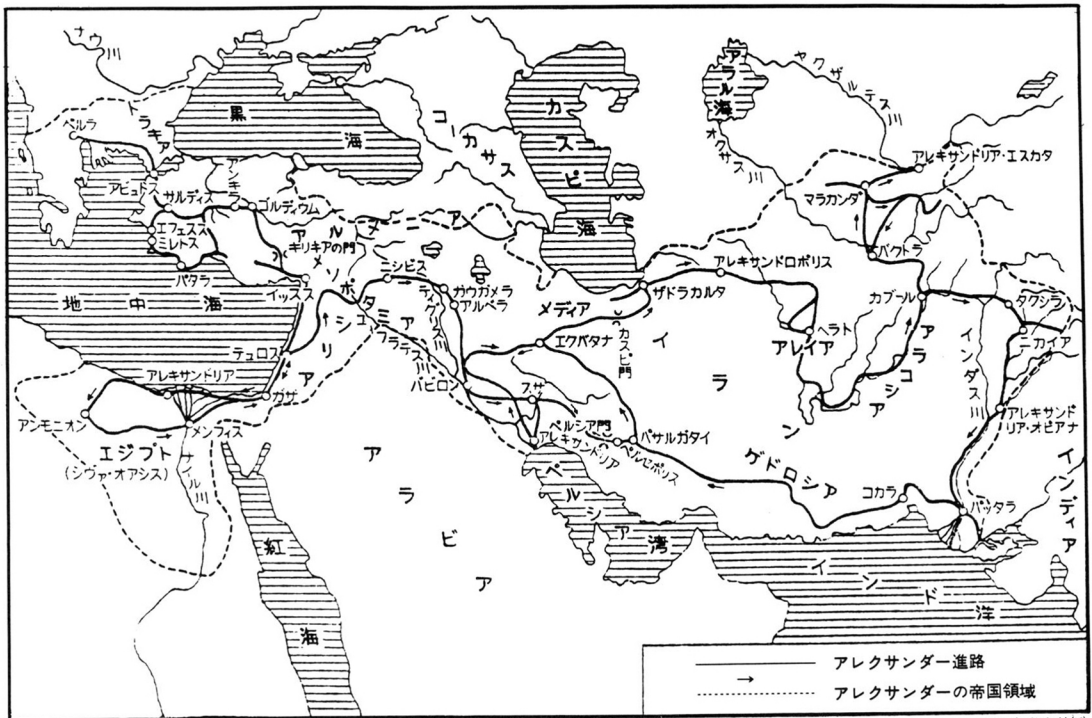 ナウ川
トラキア
ペルラ
黒海
コーカサス
カスピ海
アラル海
ヤクザルテス川
オクサス川
アレキサンドリア・エスカタ
マラカンダ
バクトラ
アビュドス
サルディス
アンキラ
ゴルディウム
エフェスス
ミレトス
パタラ
キリキアの門
アルメニア
イッスス
地中海
メソポタミア
シリア
ニシビス
ガウガメラ
アルベラ
ティグリス川
ユーフラテス川
メディア
ザドラカルタ
アレキサンドロポリス
カスピ門
エクバタナ
ヘラト
アレイア
アラコシア
カブール
タクシラ
ニカイア
インダス川
アレキサンド
リア・オピアナ
テュロス
アレキサンドリア
ガザ
アンモニオン
メンフィス
エジプト
(シヴァ・オアシス)
ナイル川
バビロン
スサ
ペルシア門
アレキサンドリア
ペルセポリス
パサルガタイ
イラン
ゲドロシア
コカラ
パッタラ
インディア
アラビア
ペルシア湾
紅海
インド洋
アレクサンダー進路
アレクサンダーの帝国領域